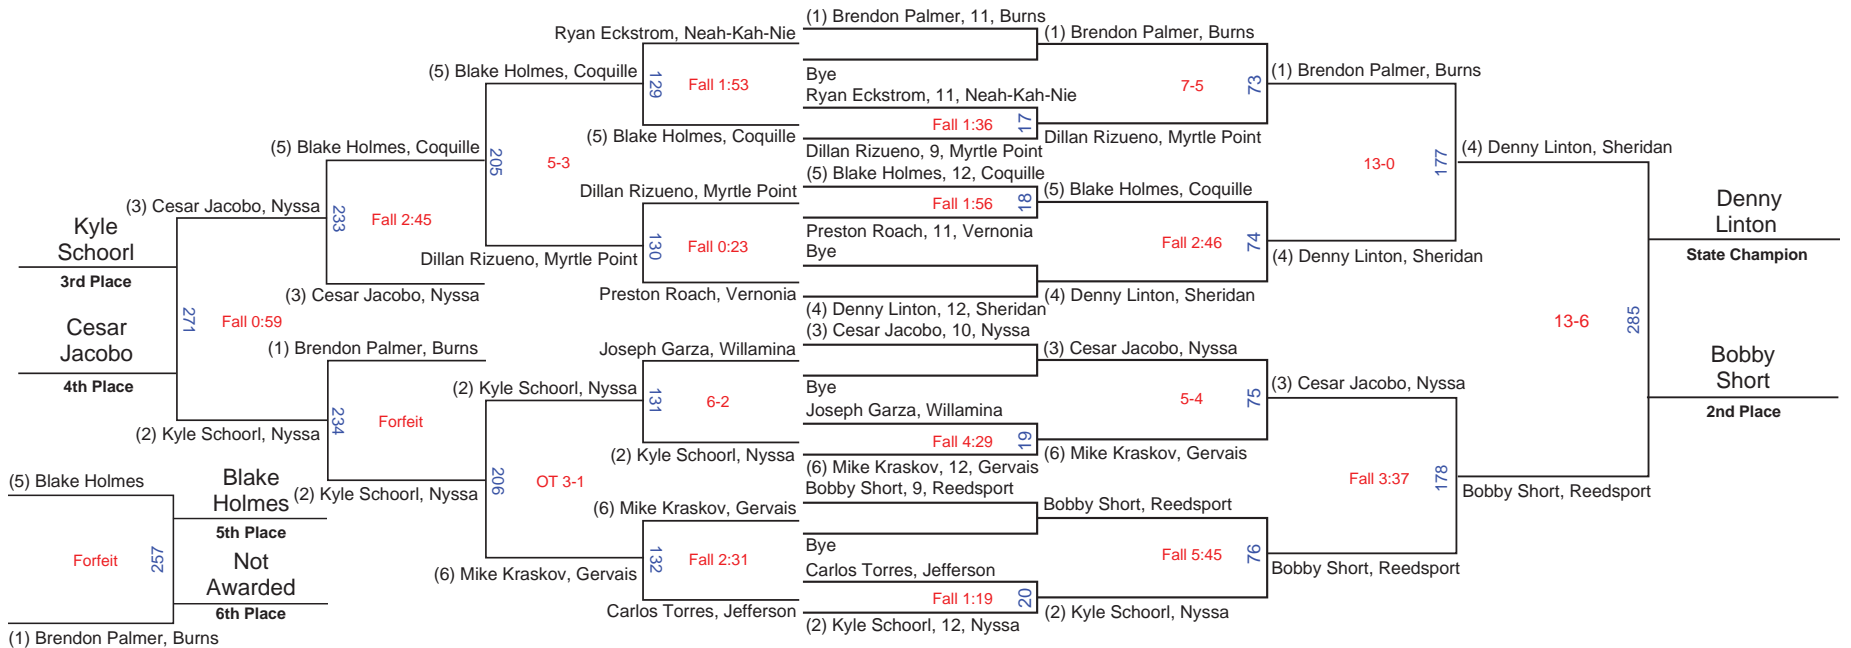 (1) Brendon Palmer, 11, Burns
Bye
Ryan Eckstrom, 11, Neah-Kah-Nie
Fall 1:36
17
Dillan Rizueno, 9, Myrtle Point
(5) Blake Holmes, 12, Coquille
Fall 1:56
18
Preston Roach, 11, Vernonia
Bye
(4) Denny Linton, 12, Sheridan
(3) Cesar Jacobo, 10, Nyssa
Bye
Joseph Garza, Willamina
Fall 4:29
19
(6) Mike Kraskov, 12, Gervais
Bobby Short, 9, Reedsport
Bye
Carlos Torres, Jefferson
Fall 1:19
20
(2) Kyle Schoorl, 12, Nyssa
(1) Brendon Palmer, Burns
7-5
73
Dillan Rizueno, Myrtle Point
(5) Blake Holmes, Coquille
Fall 2:46
74
(4) Denny Linton, Sheridan
(3) Cesar Jacobo, Nyssa
5-4
75
(6) Mike Kraskov, Gervais
Bobby Short, Reedsport
Fall 5:45
76
(2) Kyle Schoorl, Nyssa
(1) Brendon Palmer, Burns
13-0
177
(4) Denny Linton, Sheridan
(3) Cesar Jacobo, Nyssa
Fall 3:37
178
Bobby Short, Reedsport
(4) Denny Linton, Sheridan
13-6
285
Bobby Short, Reedsport
Denny
Linton
State Champion
Bobby
Short
2nd Place
Ryan Eckstrom, Neah-Kah-Nie
129
Fall 1:53
(5) Blake Holmes, Coquille
Dillan Rizueno, Myrtle Point
130
Fall 0:23
Preston Roach, Vernonia
Joseph Garza, Willamina
131
6-2
(2) Kyle Schoorl, Nyssa
(6) Mike Kraskov, Gervais
132
Fall 2:31
Carlos Torres, Jefferson
(5) Blake Holmes, Coquille
205
5-3
Dillan Rizueno, Myrtle Point
(2) Kyle Schoorl, Nyssa
206
OT 3-1
(6) Mike Kraskov, Gervais
(5) Blake Holmes, Coquille
233
Fall 2:45
(3) Cesar Jacobo, Nyssa
(1) Brendon Palmer, Burns
234
Forfeit
(2) Kyle Schoorl, Nyssa
(3) Cesar Jacobo, Nyssa
271
Fall 0:59
(2) Kyle Schoorl, Nyssa
Kyle
Schoorl
3rd Place
Cesar
Jacobo
4th Place
(5) Blake Holmes
Forfeit
257
(1) Brendon Palmer, Burns
Blake
Holmes
5th Place
Not
Awarded
6th Place